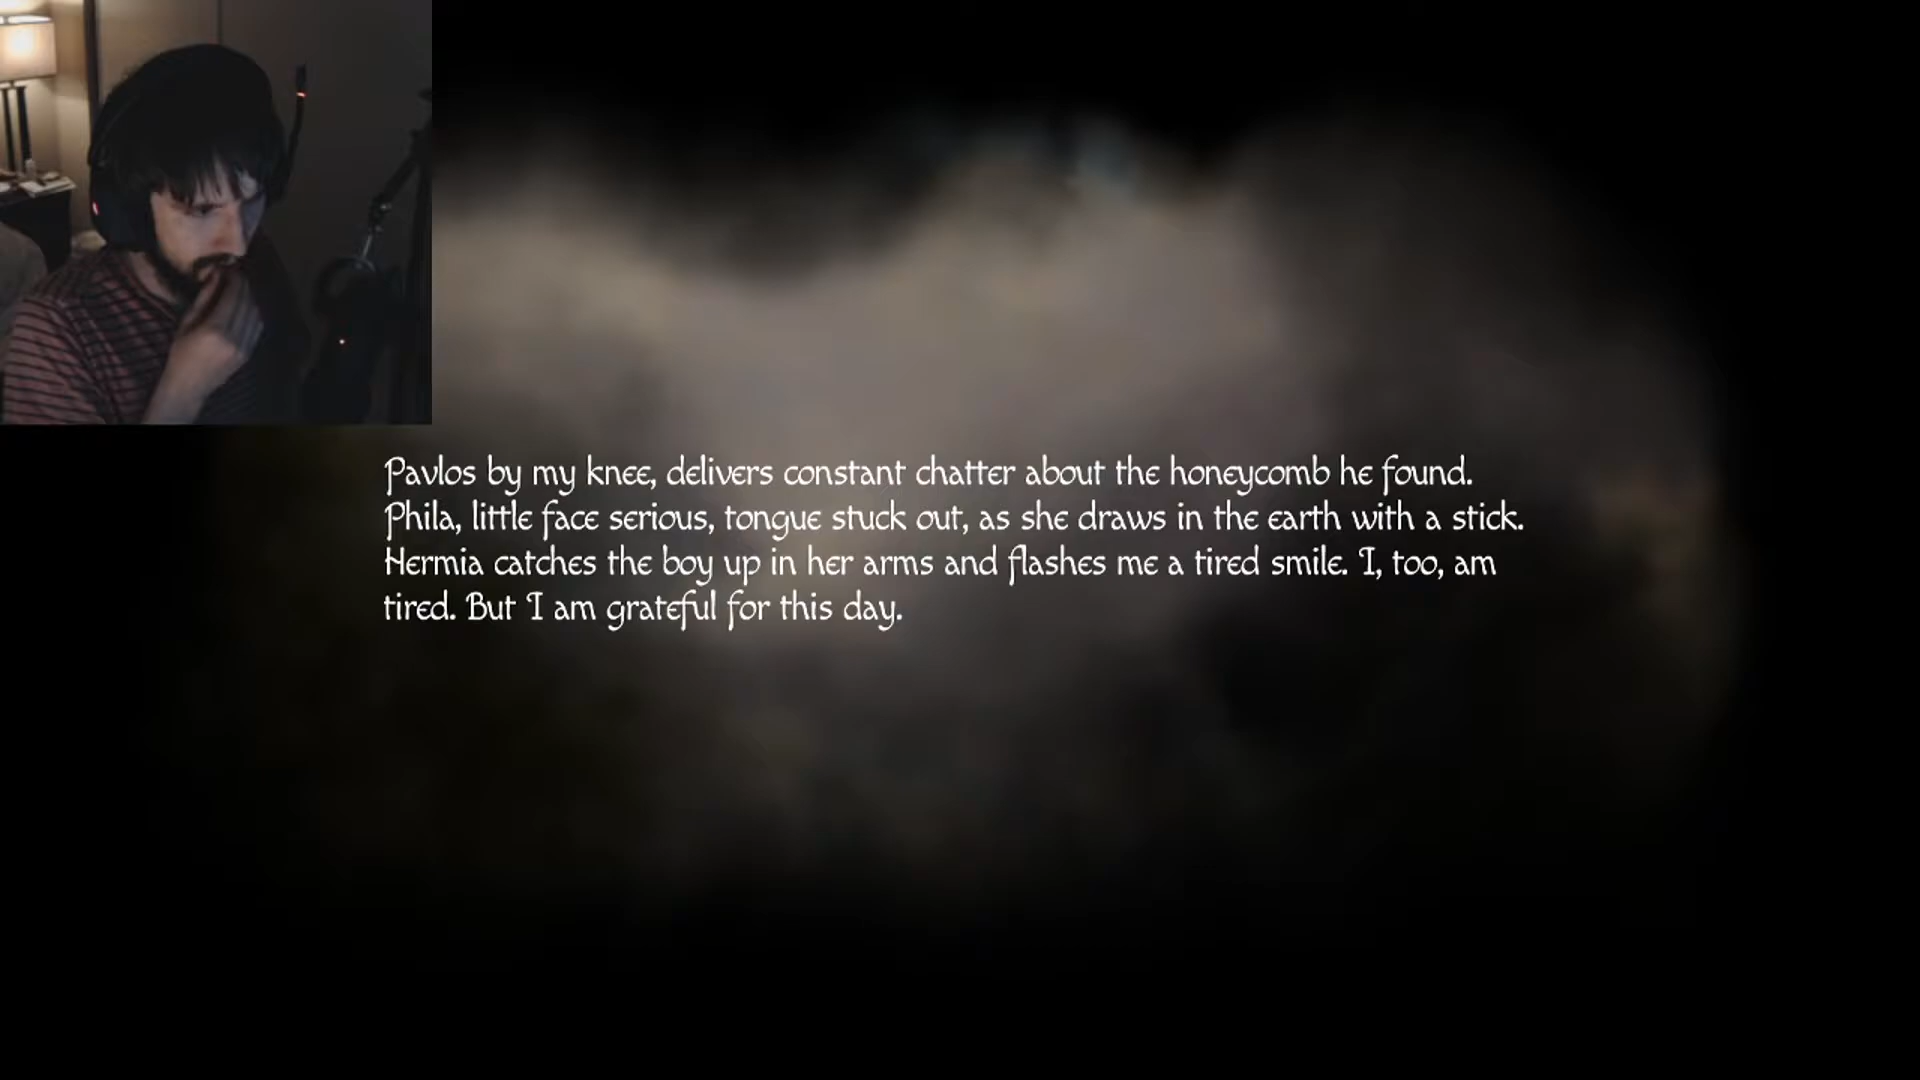 Pavlos by my knee, delivers constant chatter about the honeycomb he found.
Phila, little face serious, tongue stuck out, as she draws in the earth with a stick.
Hermia catches the boy up in her arms and flashes me a tired smile. I, too, am
tired. But I am grateful for this day.